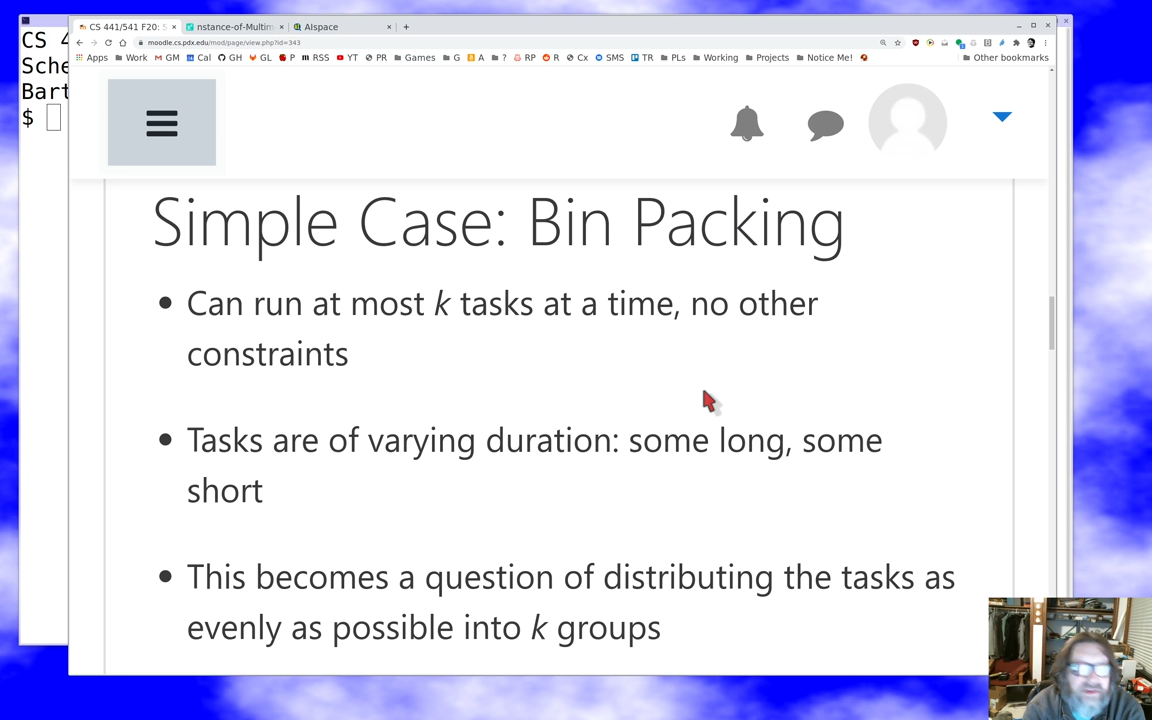 CS 441/541 F20: S
nstance-of-Multim
AIspace
moodle.cs.pdx.edu/mod/page/view.php?id=343
Apps Work GM Cal GH GL P RSS YT PR Games G A ? RP R Cx SMS TR PLs Working Projects Notice Me! Other bookmarks
CS 4
Sche
Bart
$
Simple Case: Bin Packing
• Can run at most k tasks at a time, no other
constraints
• Tasks are of varying duration: some long, some
short
• This becomes a question of distributing the tasks as
evenly as possible into k groups